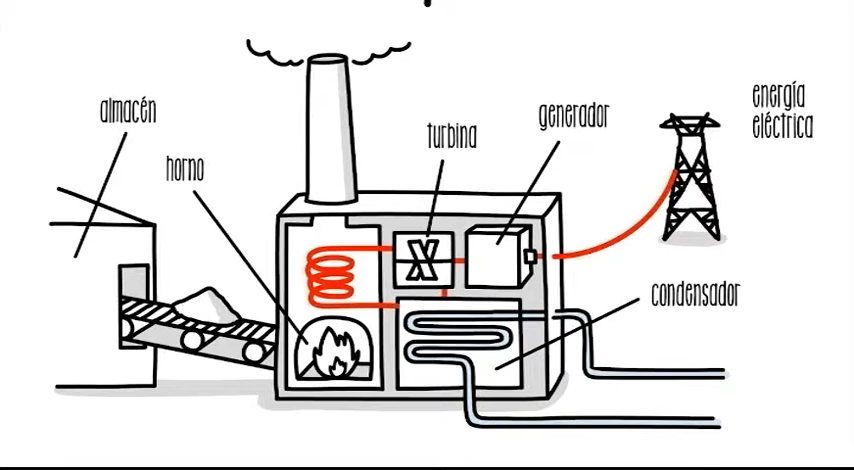 almacén
horno
turbina
generador
energía
eléctrica
condensador